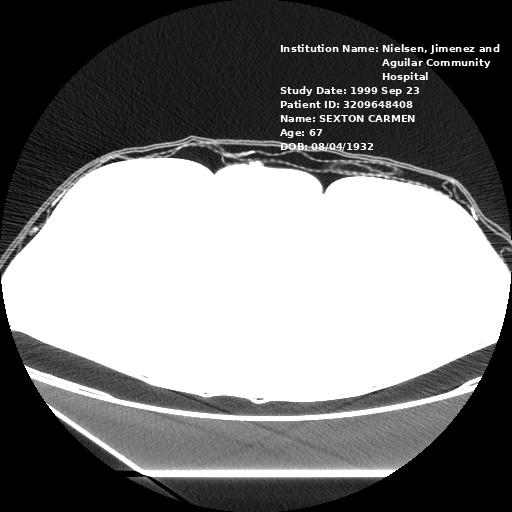 Institution Name: Nielsen, Jimenez and
Aguilar Community
Hospital
Study Date: 1999 Sep 23
Patient ID: 3209648408
Name: SEXTON CARMEN
Age: 67
DOB: 08/04/1932